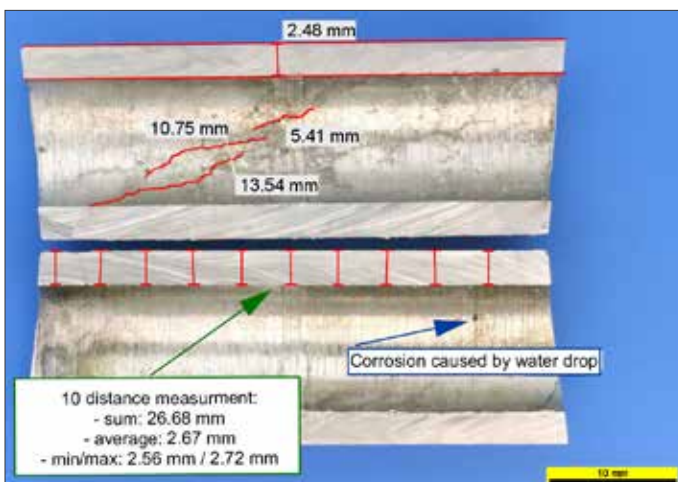 2.48 mm
10.75 mm
5.41 mm
13.54 mm
Corrosion caused by water drop
10 distance measurment:
- sum: 26.68 mm
- average: 2.67 mm
- min/max: 2.56 mm / 2.72 mm
10 mm